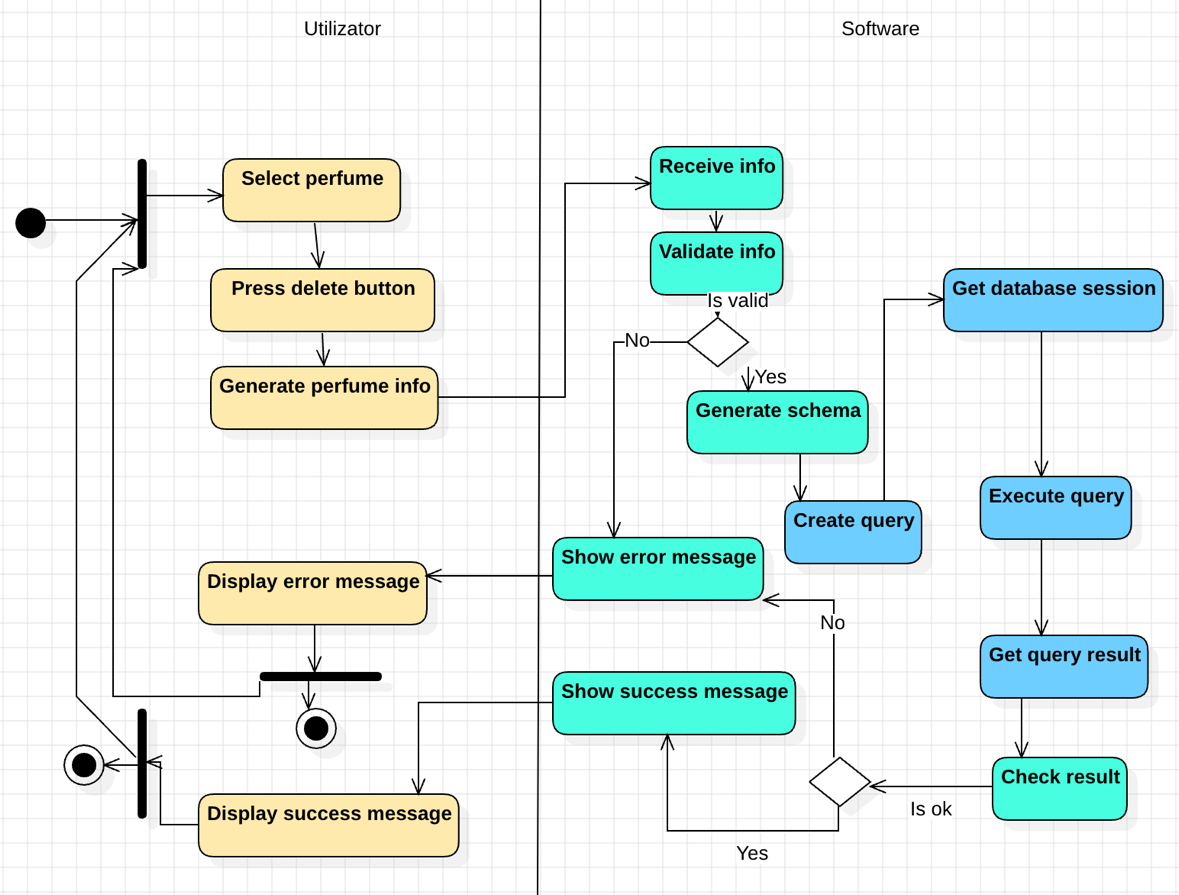 Utilizator
Software
Select perfume
Press delete button
Generate perfume info
Receive info
Validate info
Is valid
No
Yes
Generate schema
Create query
Get database session
Execute query
Get query result
Check result
Is ok
No
Yes
Show error message
Show success message
Display error message
Display success message